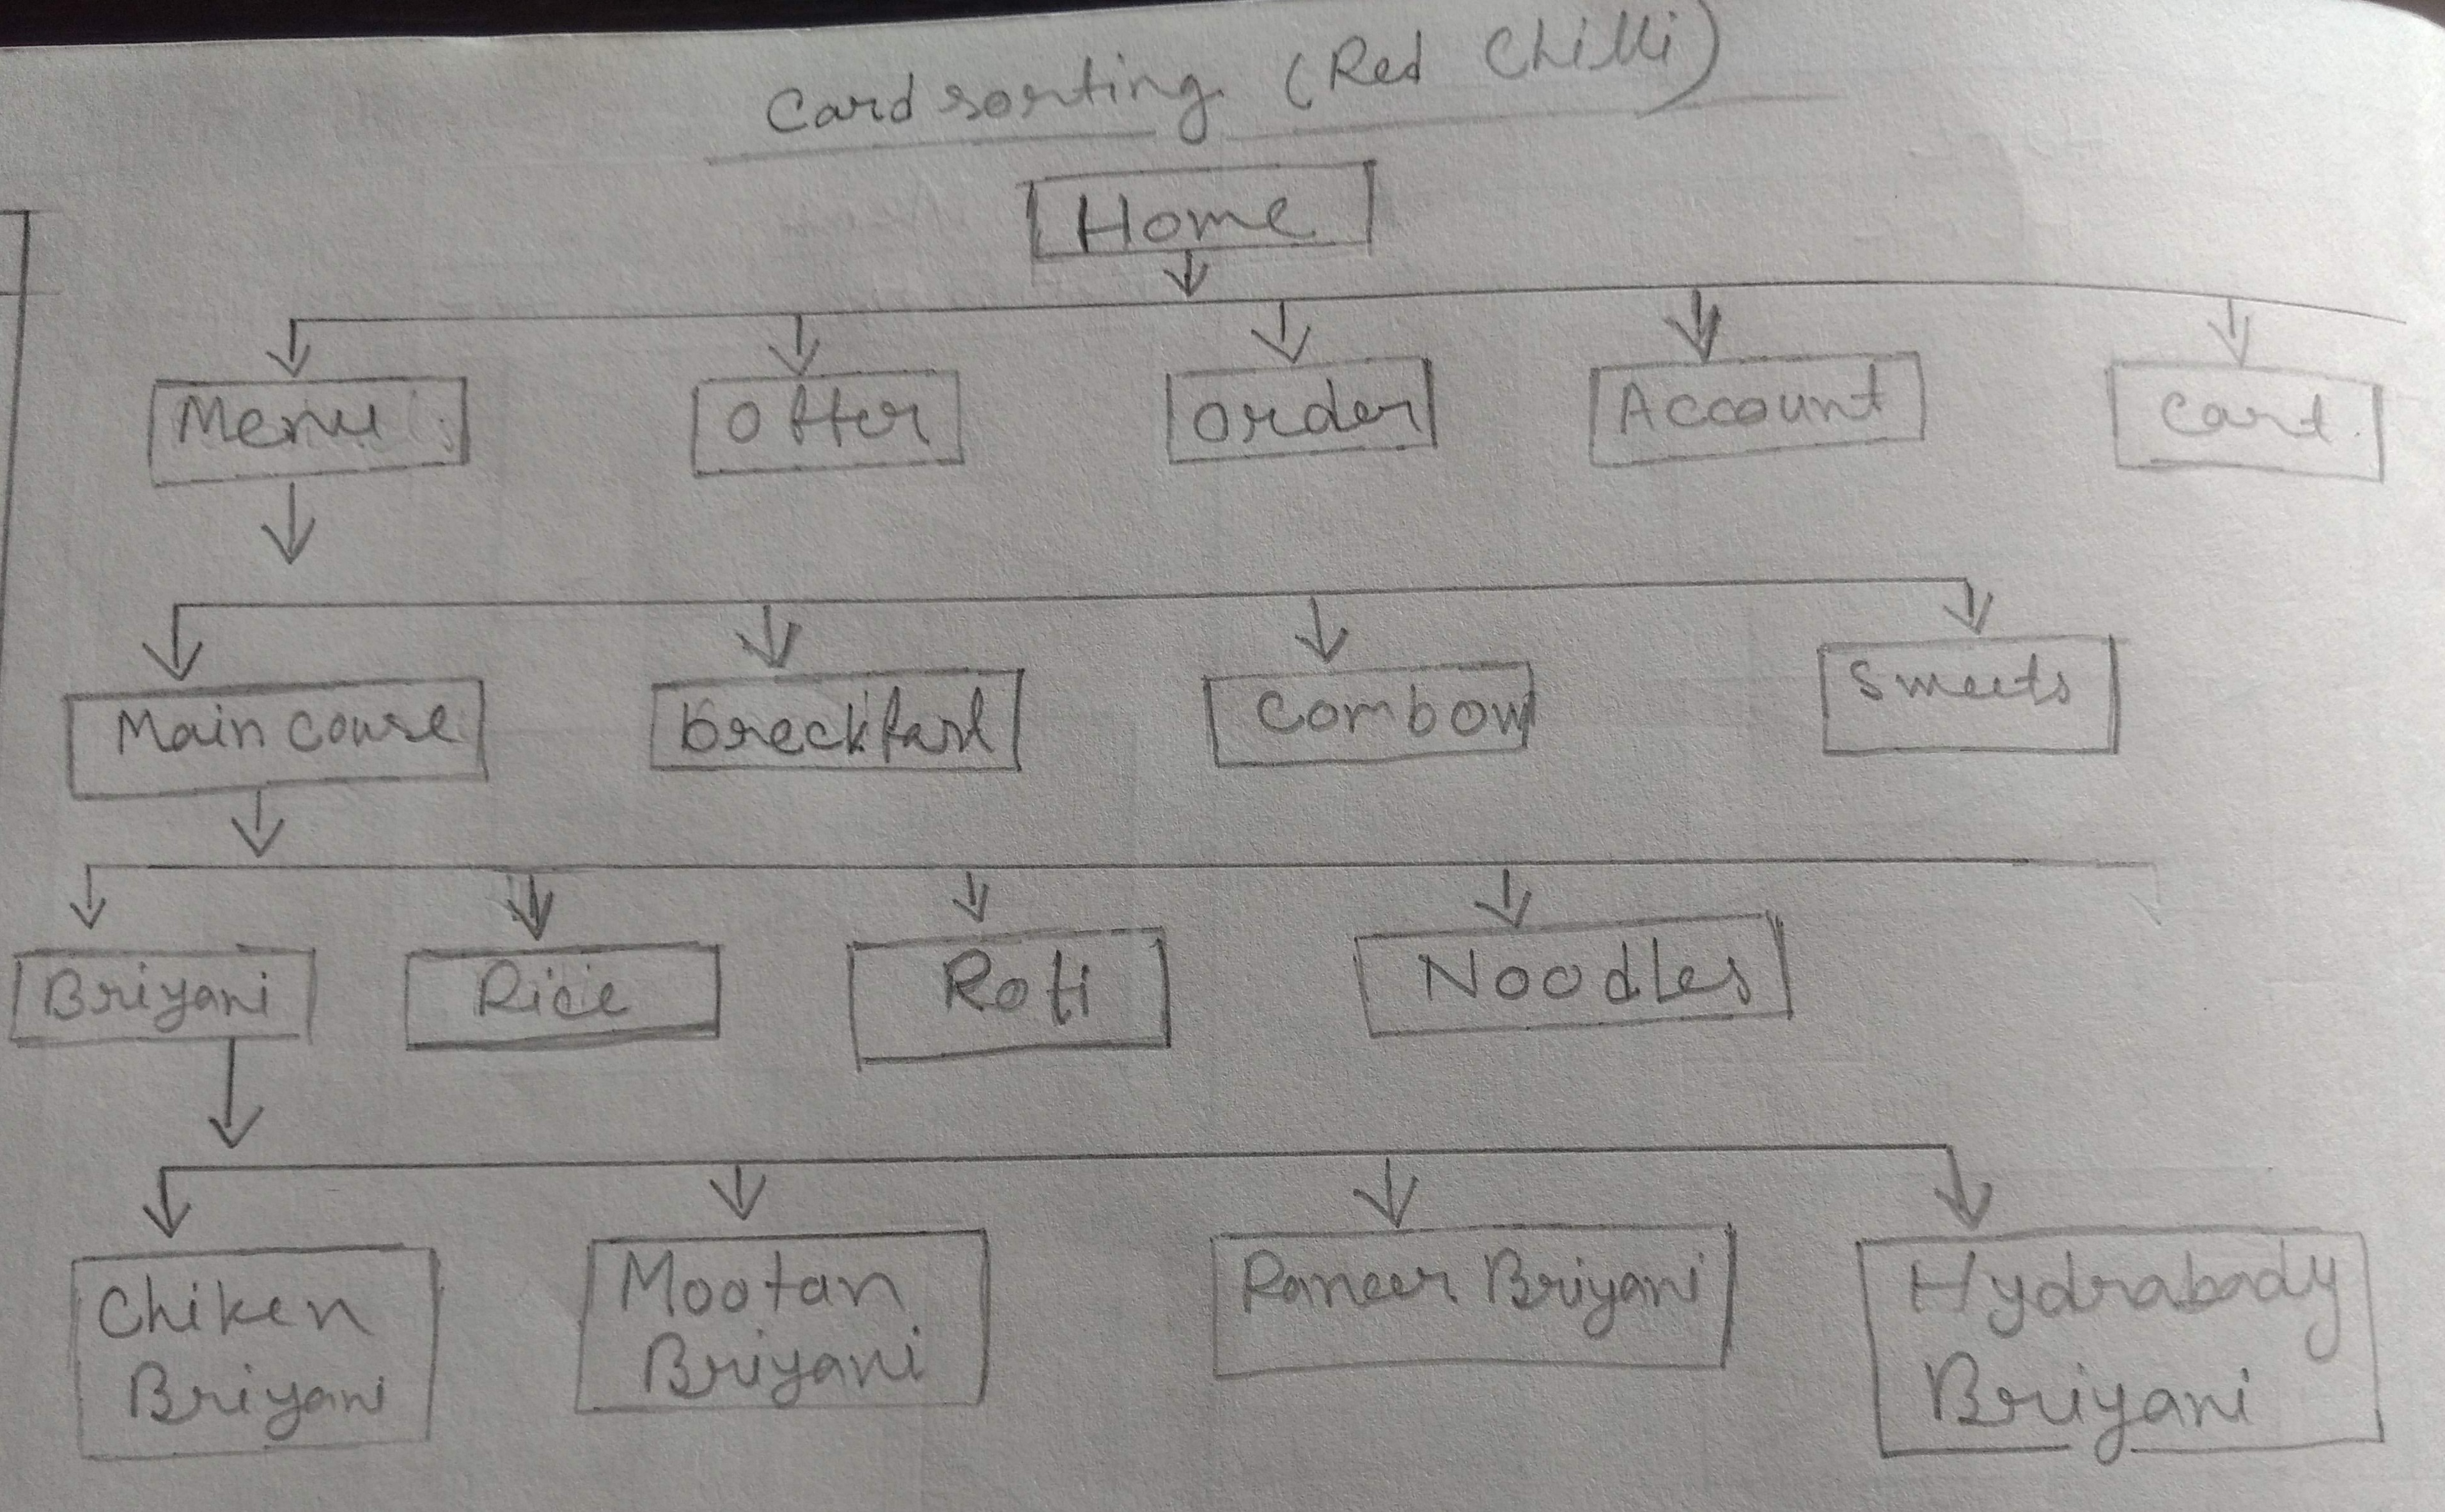 Card sorting (Red Chilli)
Home
Menu
Offer
Order
Account
Cart
Main course
breckfast
Combow
Sweets
Briyani
Rice
Roti
Noodles
Chiken
Briyani
Mootan
Briyani
Paneer Briyani
Hydrabady
Briyani